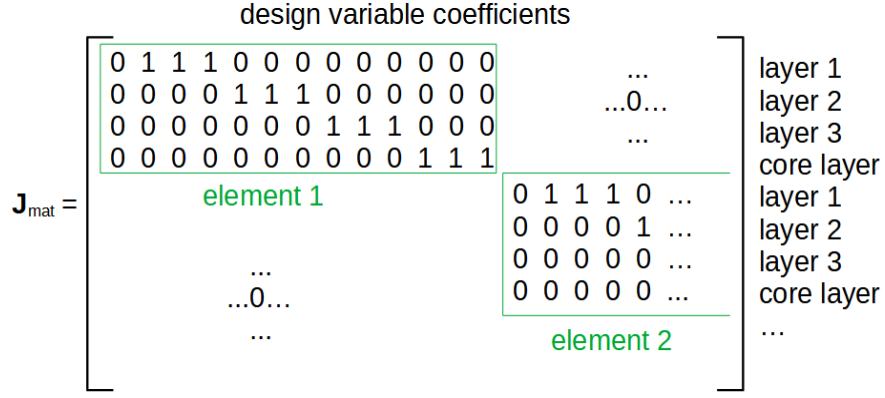 design variable coefficients
0 1 1 1 0 0 0 0 0 0 0 0 0 ... layer 1
0 0 0 0 1 1 1 0 0 0 0 0 0 ...0... layer 2
0 0 0 0 0 0 0 1 1 1 0 0 0 ... layer 3
0 0 0 0 0 0 0 0 0 0 1 1 1 core layer
J mat = element 1 0 1 1 1 0 ... layer 1
0 0 0 0 1 ... layer 2
... 0 0 0 0 0 ... layer 3
...0... 0 0 0 0 0 ... core layer
... element 2 ...